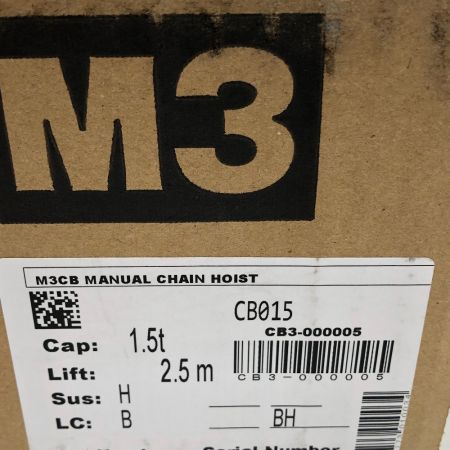 M3
M3CB MANUAL CHAIN HOIST
CB015
CB3-000005
Cap: 1.5t
CB3-000005
Lift: 2.5 m
Sus: H
LC: B BH
Serial Number